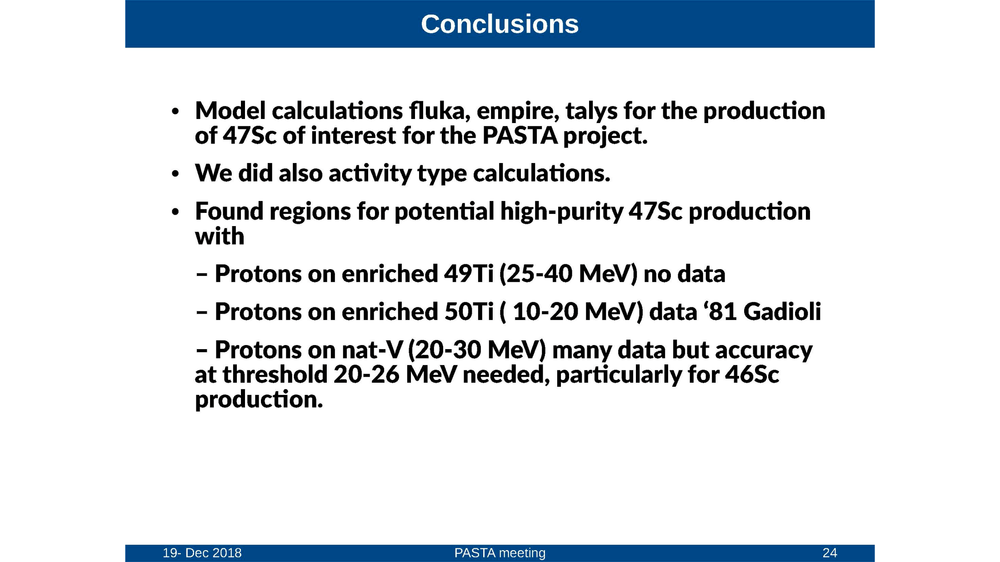 Conclusions
• Model calculations fluka, empire, talys for the production
of 47Sc of interest for the PASTA project.
• We did also activity type calculations.
• Found regions for potential high-purity 47Sc production
with
– Protons on enriched 49Ti (25-40 MeV) no data
– Protons on enriched 50Ti ( 10-20 MeV) data ‘81 Gadioli
– Protons on nat-V (20-30 MeV) many data but accuracy
at threshold 20-26 MeV needed, particularly for 46Sc
production.
19- Dec 2018
PASTA meeting
24